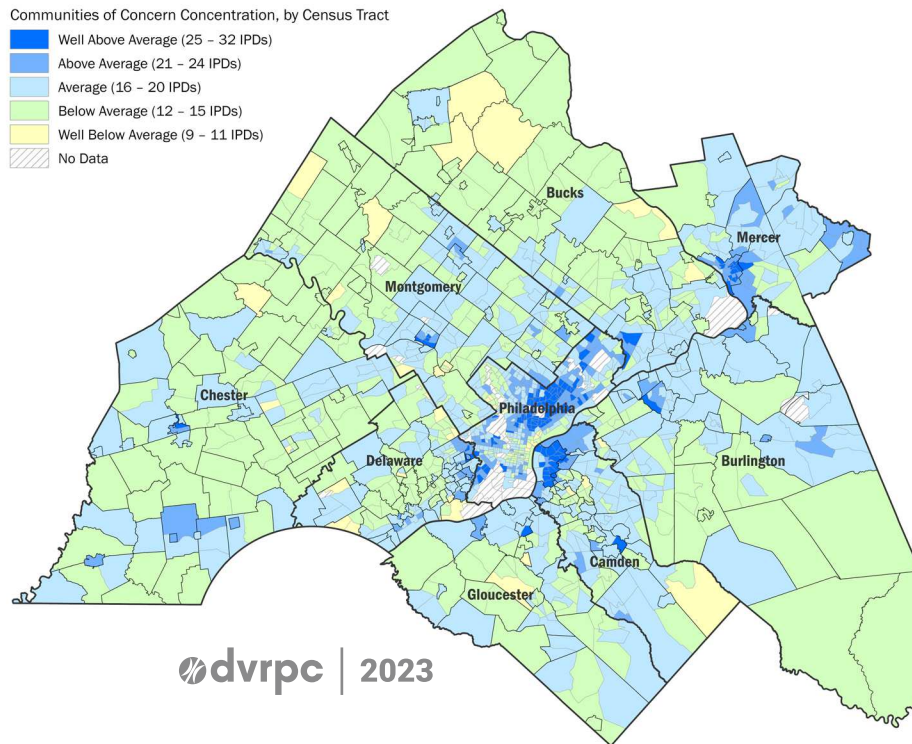 Communities of Concern Concentration, by Census Tract
Well Above Average (25 – 32 IPDs)
Above Average (21 – 24 IPDs)
Average (16 – 20 IPDs)
Below Average (12 – 15 IPDs)
Well Below Average (9 – 11 IPDs)
No Data
Bucks
Mercer
Montgomery
Chester
Philadelphia
Delaware
Burlington
Camden
Gloucester
dvrpc | 2023